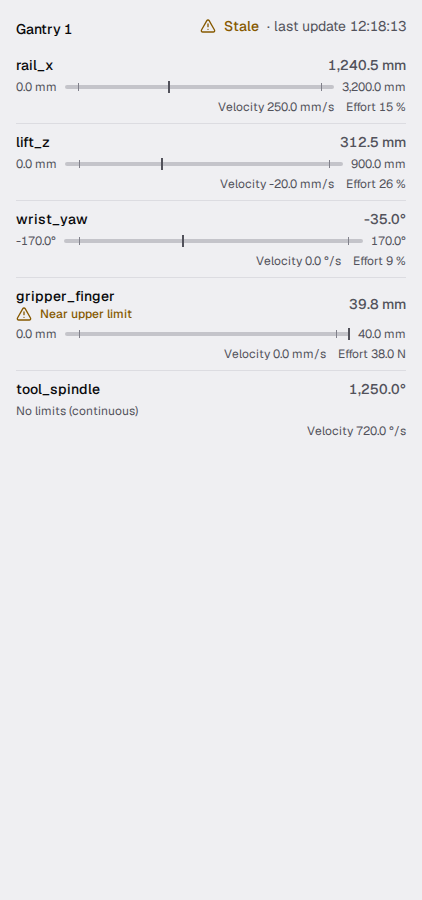 Gantry 1
Stale · last update 12:18:13
rail_x 1,240.5 mm
0.0 mm 3,200.0 mm
Velocity 250.0 mm/s Effort 15 %
lift_z 312.5 mm
0.0 mm 900.0 mm
Velocity -20.0 mm/s Effort 26 %
wrist_yaw -35.0°
-170.0° 170.0°
Velocity 0.0 °/s Effort 9 %
gripper_finger 39.8 mm
Near upper limit
0.0 mm 40.0 mm
Velocity 0.0 mm/s Effort 38.0 N
tool_spindle 1,250.0°
No limits (continuous)
Velocity 720.0 °/s